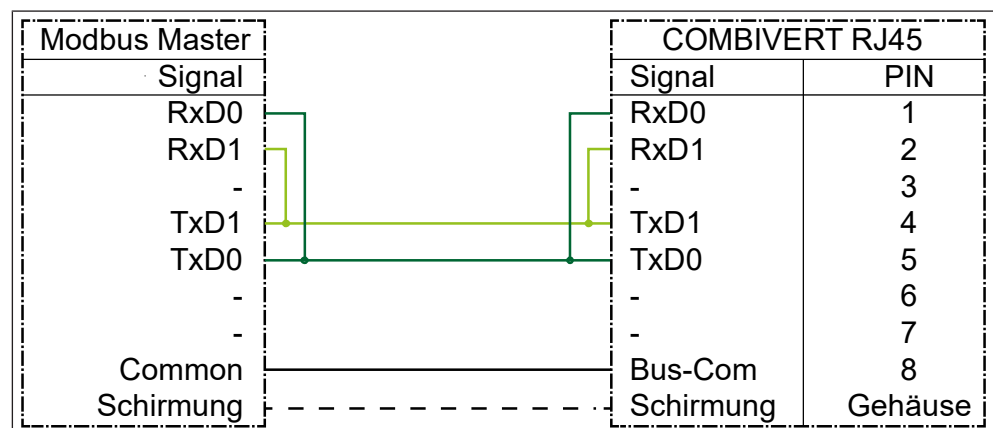 Modbus Master COMBIVERT RJ45
Signal Signal PIN
RxD0 RxD0 1
RxD1 RxD1 2
- - 3
TxD1 TxD1 4
TxD0 TxD0 5
- - 6
- - 7
Common Bus-Com 8
Schirmung Schirmung Gehäuse